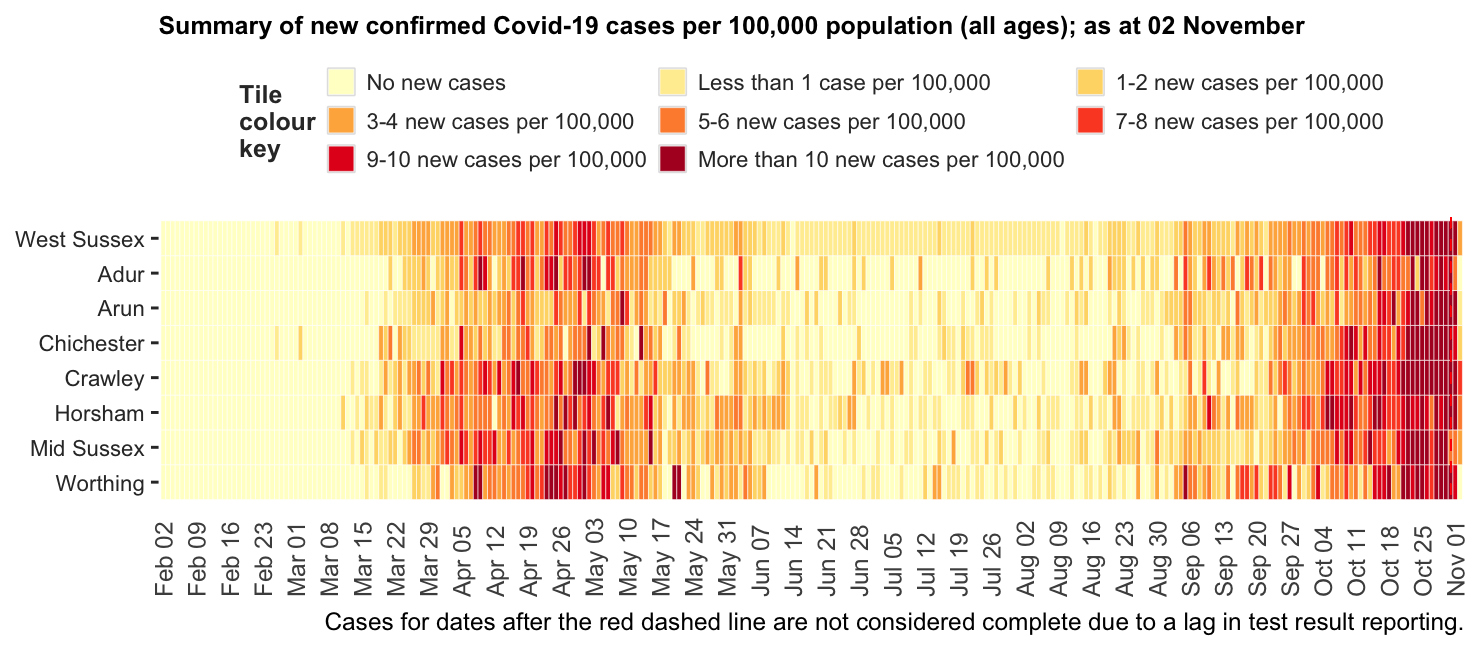 Summary of new confirmed Covid-19 cases per 100,000 population (all ages); as at 02 November
Tile
colour
key
No new cases
Less than 1 case per 100,000
1-2 new cases per 100,000
3-4 new cases per 100,000
5-6 new cases per 100,000
7-8 new cases per 100,000
9-10 new cases per 100,000
More than 10 new cases per 100,000
West Sussex
Adur
Arun
Chichester
Crawley
Horsham
Mid Sussex
Worthing
Feb 02
Feb 09
Feb 16
Feb 23
Mar 01
Mar 08
Mar 15
Mar 22
Mar 29
Apr 05
Apr 12
Apr 19
Apr 26
May 03
May 10
May 17
May 24
May 31
Jun 07
Jun 14
Jun 21
Jun 28
Jul 05
Jul 12
Jul 19
Jul 26
Aug 02
Aug 09
Aug 16
Aug 23
Aug 30
Sep 06
Sep 13
Sep 20
Sep 27
Oct 04
Oct 11
Oct 18
Oct 25
Nov 01
Cases for dates after the red dashed line are not considered complete due to a lag in test result reporting.